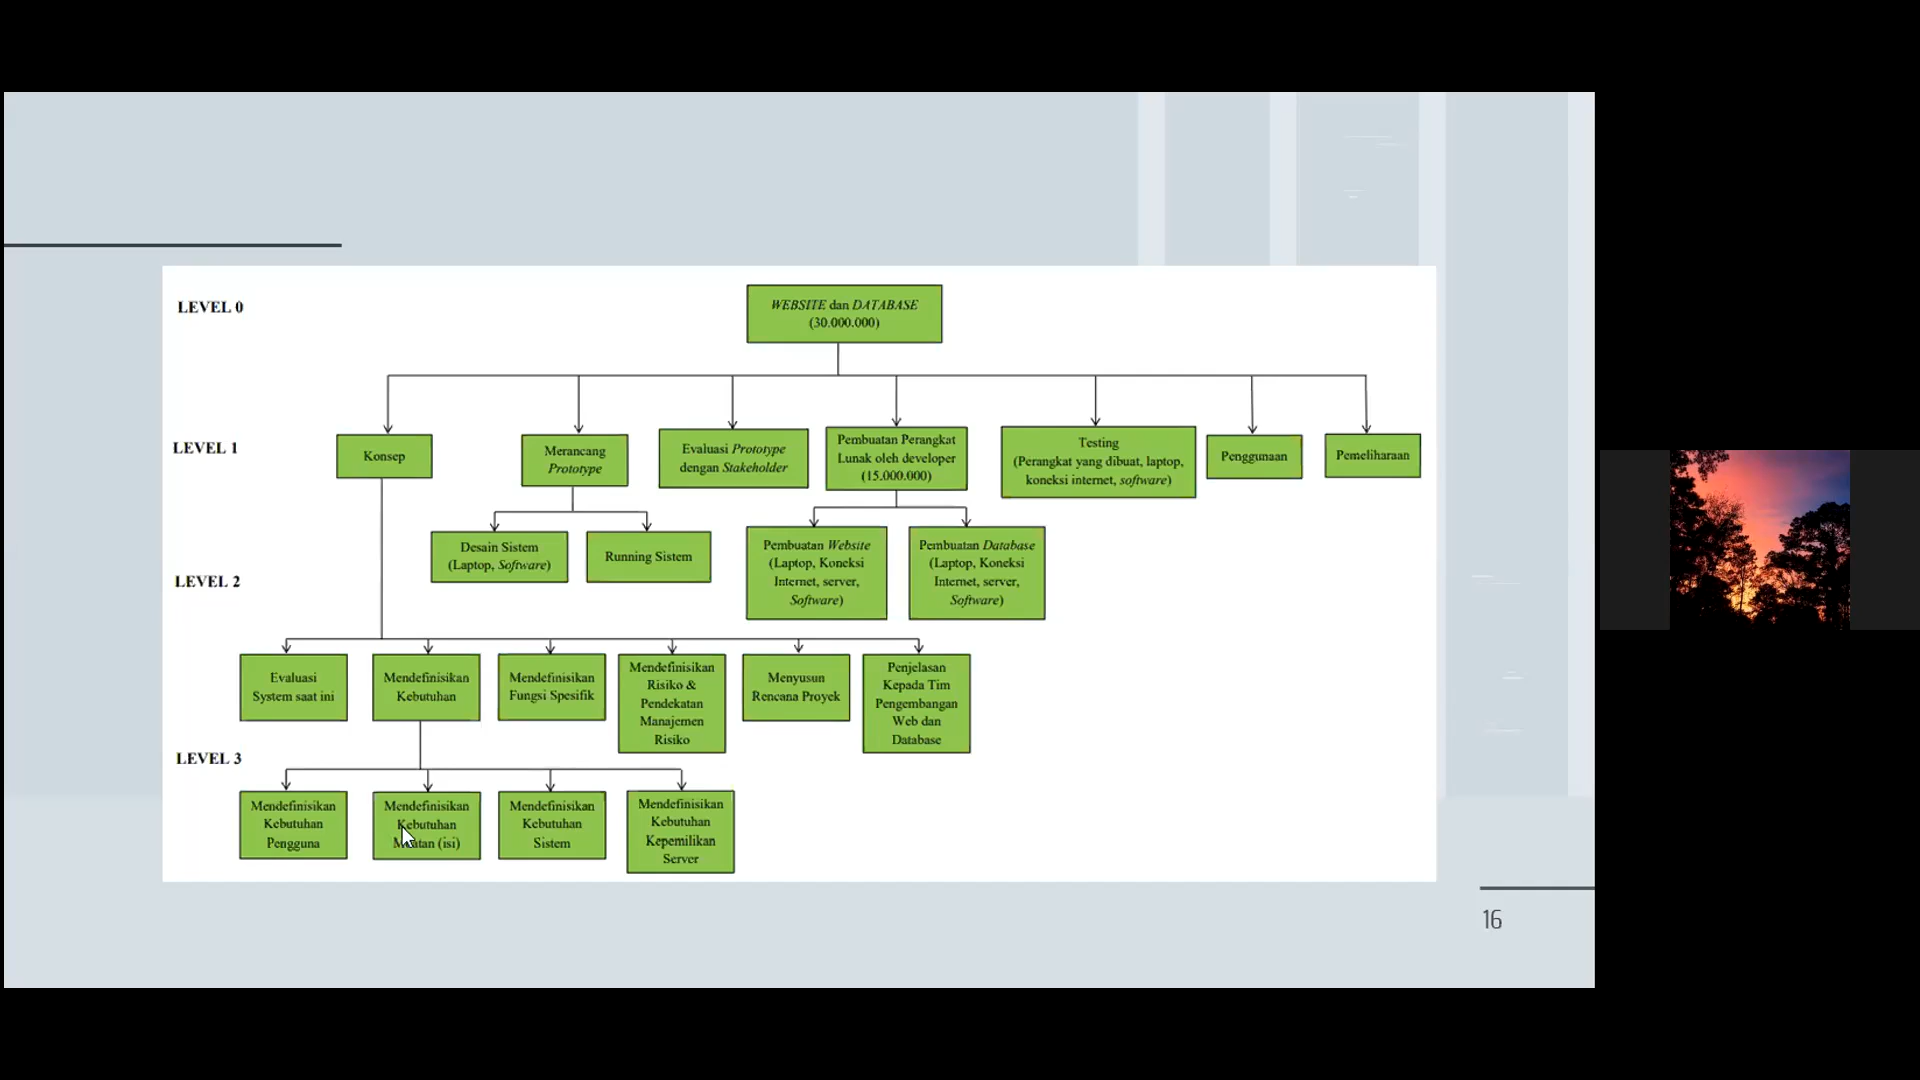 LEVEL 0
WEBSITE dan DATABASE
(30.000.000)
LEVEL 1
Konsep
Merancang
Prototype
Evaluasi Prototype
dengan Stakeholder
Pembuatan Perangkat
Lunak oleh developer
(15.000.000)
Testing
(Perangkat yang dibuat, laptop,
koneksi internet, software)
Penggunaan
Pemeliharaan
LEVEL 2
Desain Sistem
(Laptop, Software)
Running Sistem
Pembuatan Website
(Laptop, Koneksi
Internet, server,
Software)
Pembuatan Database
(Laptop, Koneksi
Internet, server,
Software)
Evaluasi
System saat ini
Mendefinisikan
Kebutuhan
Mendefinisikan
Fungsi Spesifik
Mendefinisikan
Risiko &
Pendekatan
Manajemen
Risiko
Menyusun
Rencana Proyek
Penjelasan
Kepada Tim
Pengembangan
Web dan
Database
LEVEL 3
Mendefinisikan
Kebutuhan
Pengguna
Mendefinisikan
Kebutuhan
Muatan (isi)
Mendefinisikan
Kebutuhan
Sistem
Mendefinisikan
Kebutuhan
Kepemilikan
Server
16